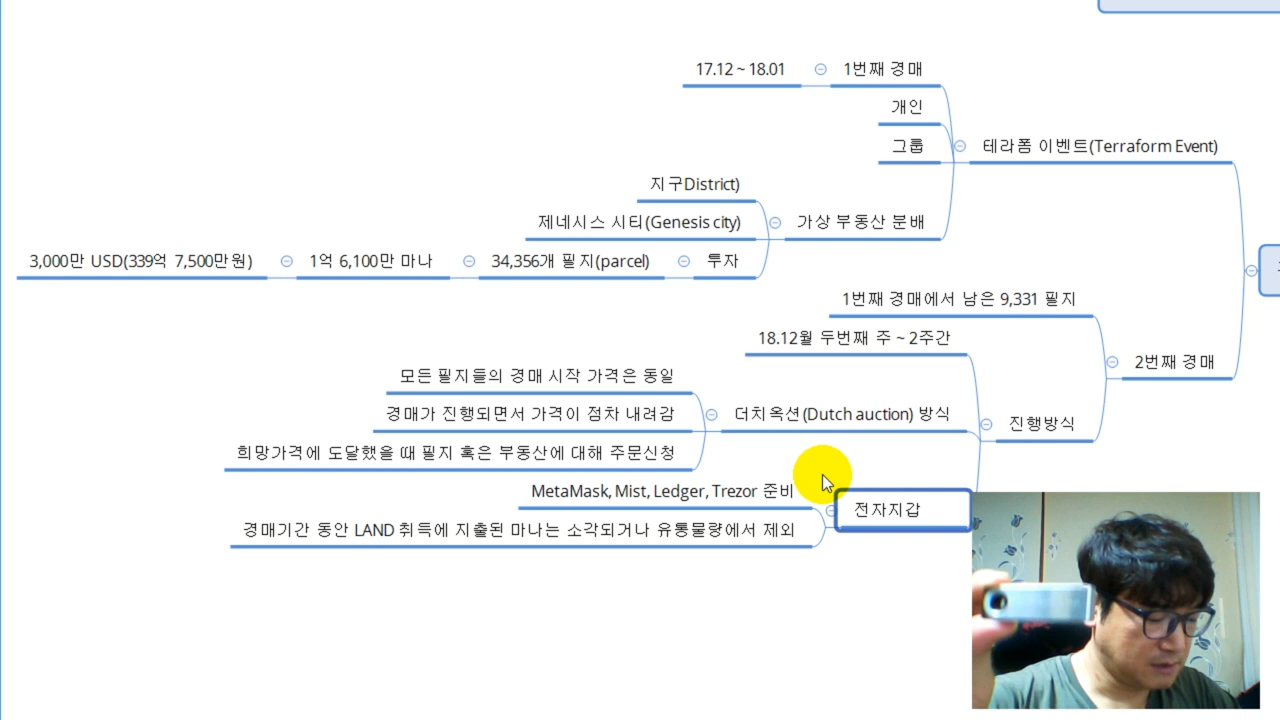 17.12 ~ 18.01
1번째 경매
개인
그룹
테라폼 이벤트(Terraform Event)
지구District)
제네시스 시티(Genesis city)
가상 부동산 분배
3,000만 USD(339억 7,500만원)
1억 6,100만 마나
34,356개 필지(parcel)
투자
1번째 경매에서 남은 9,331 필지
18.12월 두번째 주 ~ 2주간
2번째 경매
모든 필지들의 경매 시작 가격은 동일
경매가 진행되면서 가격이 점차 내려감
더치옥션(Dutch auction) 방식
진행방식
희망가격에 도달했을 때 필지 혹은 부동산에 대해 주문신청
MetaMask, Mist, Ledger, Trezor 준비
전자지갑
경매기간 동안 LAND 취득에 지출된 마나는 소각되거나 유통물량에서 제외